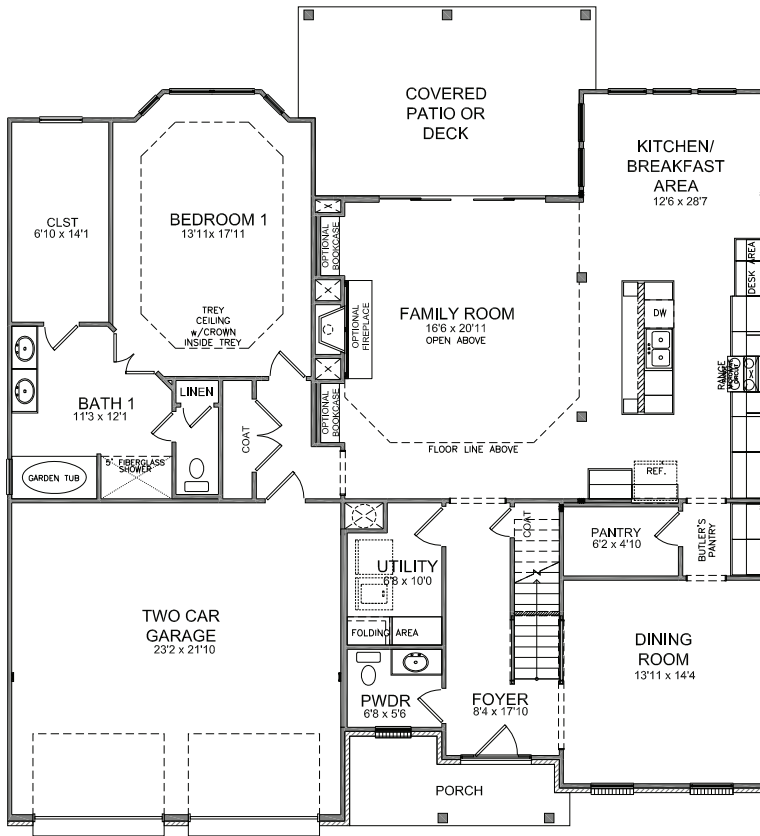 COVERED
PATIO OR
DECK
KITCHEN/
BREAKFAST
AREA
12'6 x 28'7
CLST
6'10 x 14'1
BEDROOM 1
13'11 x 17'11
TREY
CEILING
w/CROWN
INSIDE TREY
OPTIONAL
BOOKCASE
X
X
OPTIONAL
FIREPLACE
X
OPTIONAL
BOOKCASE
FAMILY ROOM
16'6 x 20'11
OPEN ABOVE
FLOOR LINE ABOVE
DESK AREA
DW
RANGE
REF.
BATH 1
11'3 x 12'1
LINEN
COAT
GARDEN TUB
5' FIBERGLASS
SHOWER
COAT
PANTRY
6'2 x 4'10
BUTLER'S
PANTRY
UTILITY
6'8 x 10'0
FOLDING AREA
TWO CAR
GARAGE
23'2 x 21'10
DINING
ROOM
13'11 x 14'4
PWDR
6'8 x 5'6
FOYER
8'4 x 17'10
PORCH